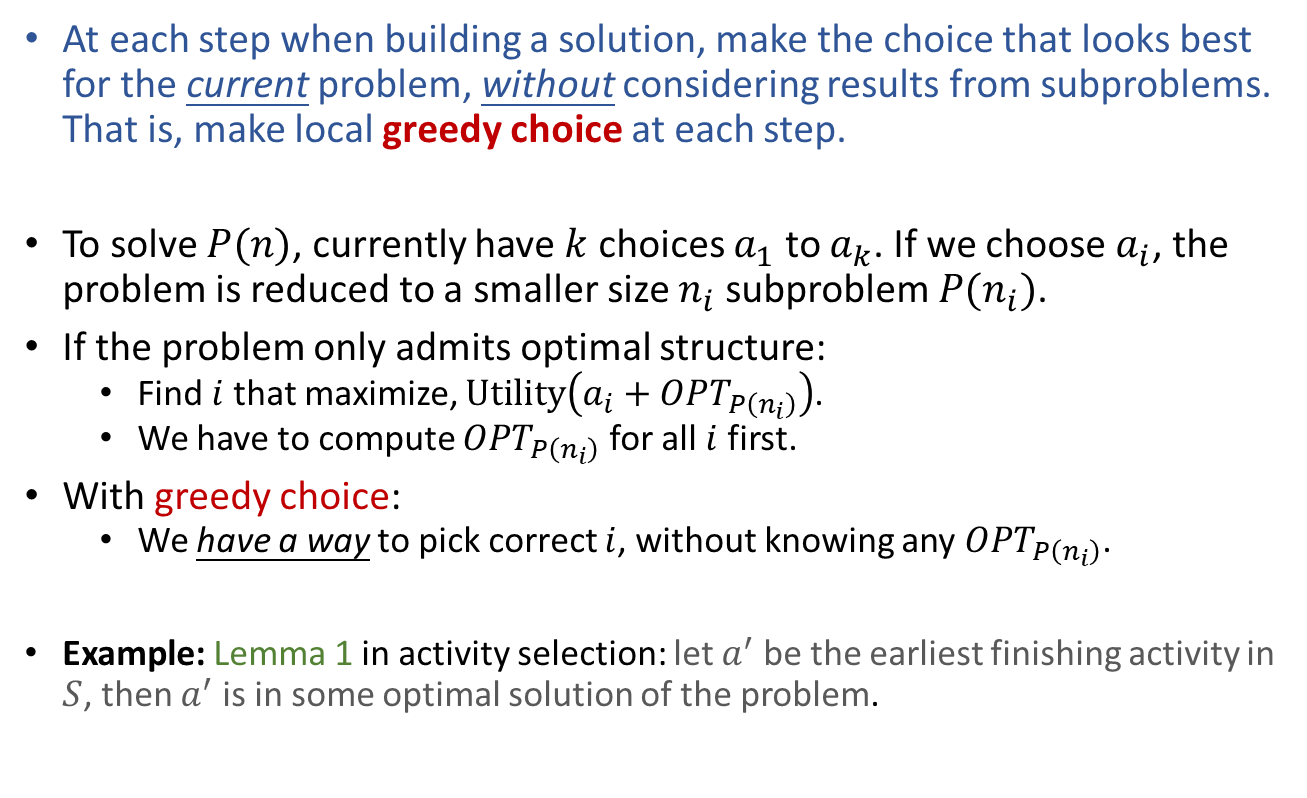 • At each step when building a solution, make the choice that looks best
for the current problem, without considering results from subproblems.
That is, make local greedy choice at each step.
• To solve P(n), currently have k choices a₁ to aₖ. If we choose aᵢ, the
problem is reduced to a smaller size nᵢ subproblem P(nᵢ).
• If the problem only admits optimal structure:
• Find i that maximize, Utility(aᵢ + OPT_P(nᵢ)).
• We have to compute OPT_P(nᵢ) for all i first.
• With greedy choice:
• We have a way to pick correct i, without knowing any OPT_P(nᵢ).
• Example: Lemma 1 in activity selection: let a′ be the earliest finishing activity in
S, then a′ is in some optimal solution of the problem.